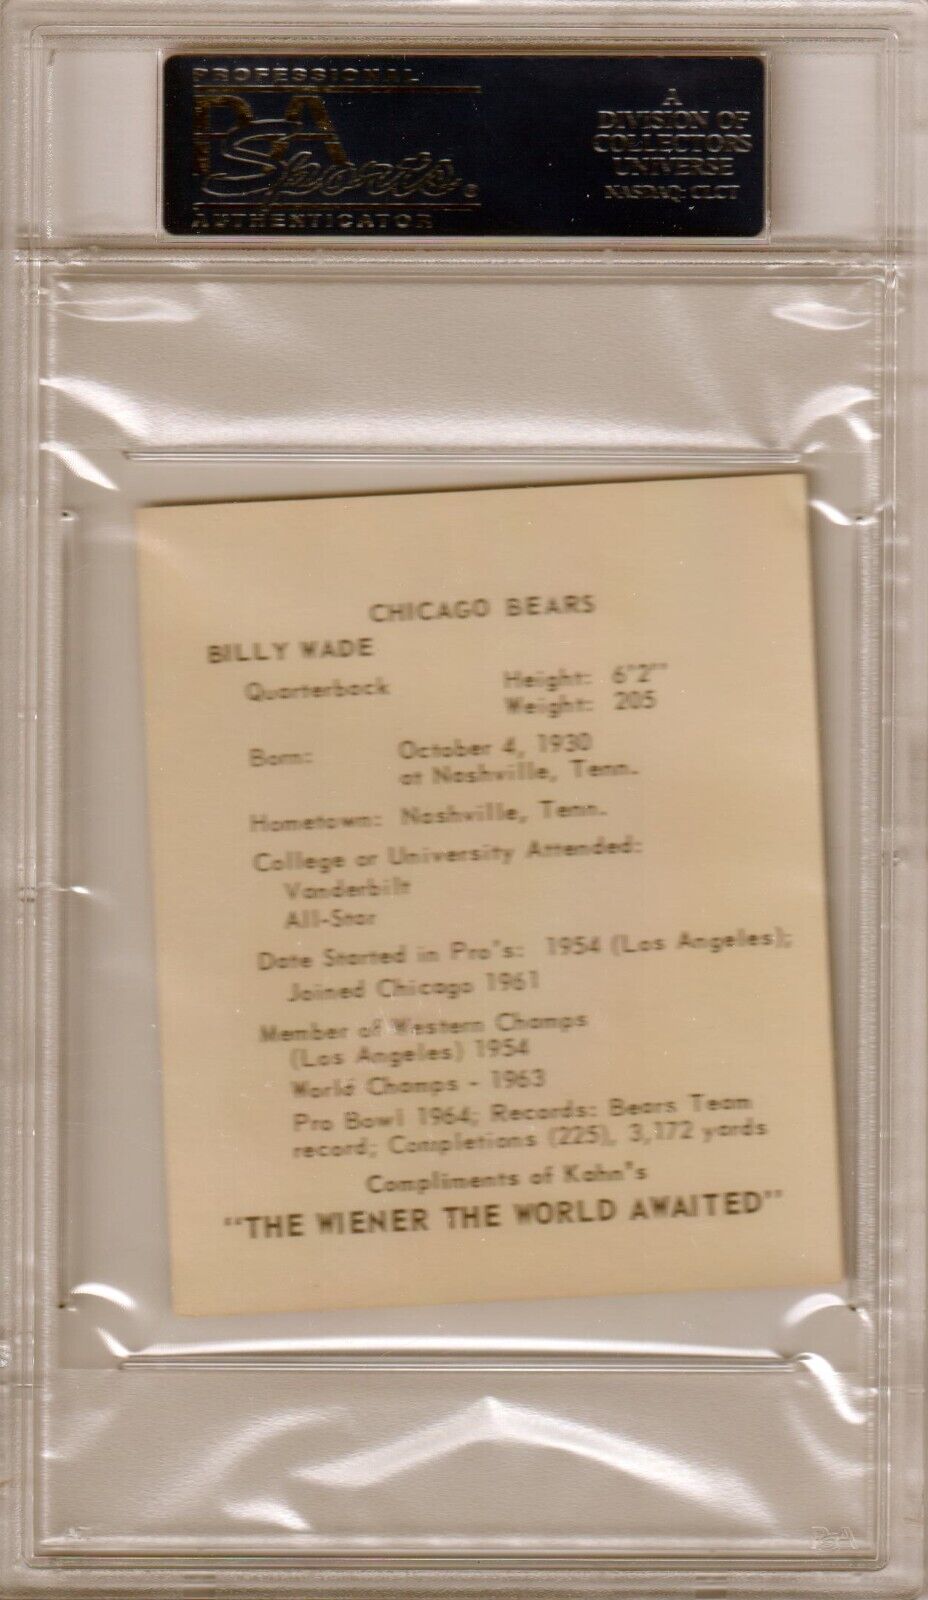 PROFESSIONAL
PSA
Sports®
AUTHENTICATOR
A
DIVISION OF
COLLECTORS
UNIVERSE
NASDAQ: CLCT
CHICAGO BEARS
BILLY WADE
Quarterback Height: 6'2"
Weight: 205
Born: October 4, 1930
at Nashville, Tenn.
Hometown: Nashville, Tenn.
College or University Attended:
Vanderbilt
All-Star
Date Started in Pro's: 1954 (Los Angeles);
Joined Chicago 1961
Member of Western Champs
(Los Angeles) 1954
World Champs - 1963
Pro Bowl 1964; Records: Bears Team
record; Completions (225), 3,172 yards
Compliments of Kahn's
"THE WIENER THE WORLD AWAITED"
PSA